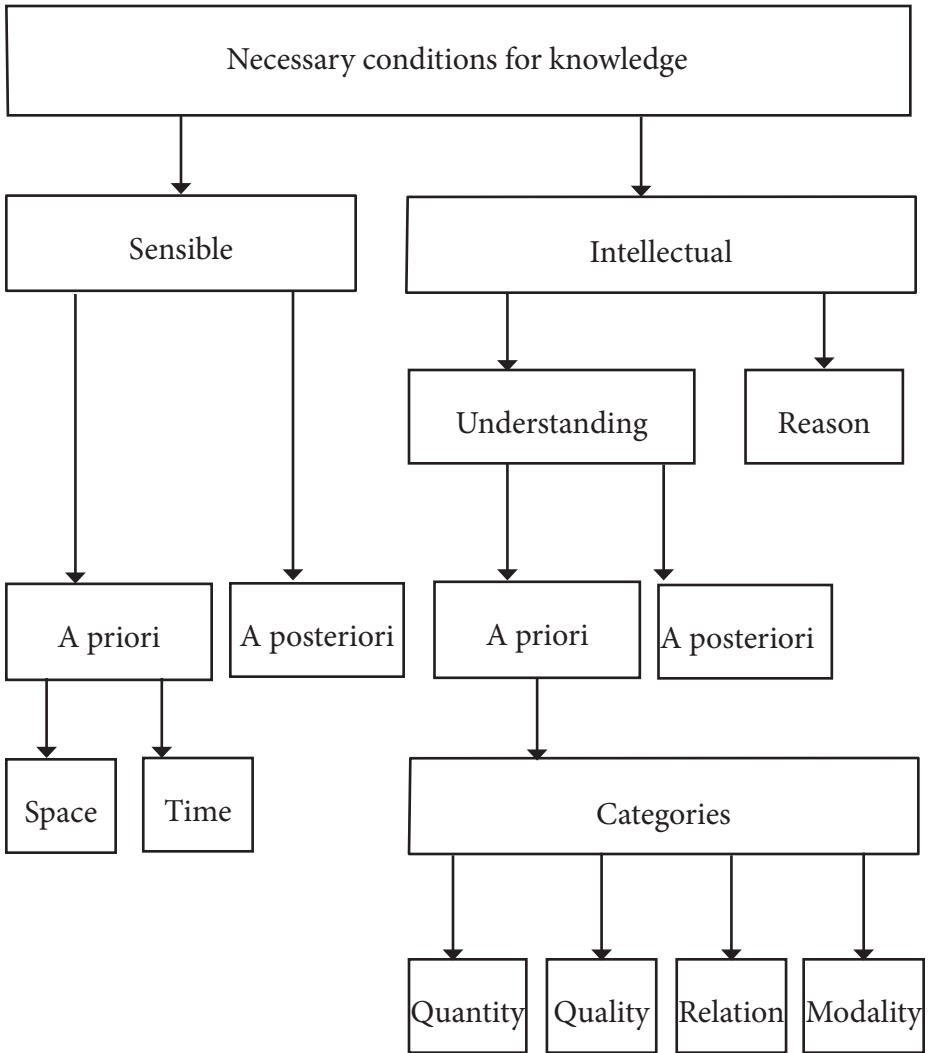 Necessary conditions for knowledge
Sensible
Intellectual
Understanding
Reason
A priori
A posteriori
A priori
A posteriori
Space
Time
Categories
Quantity
Quality
Relation
Modality